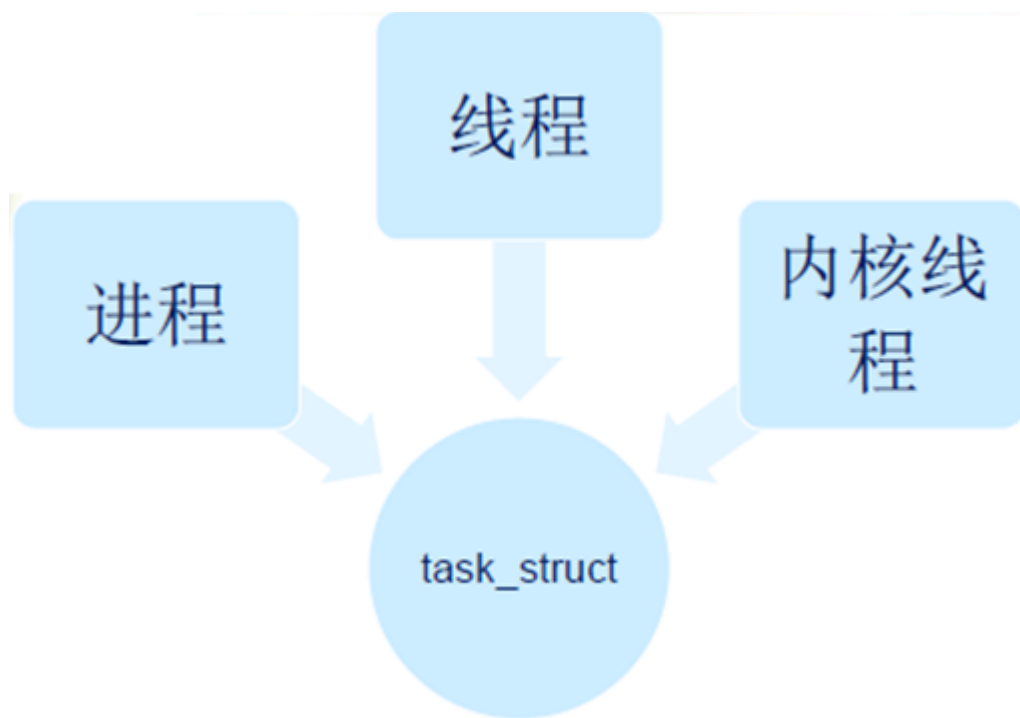 线程
进程
内核线
程
task_struct